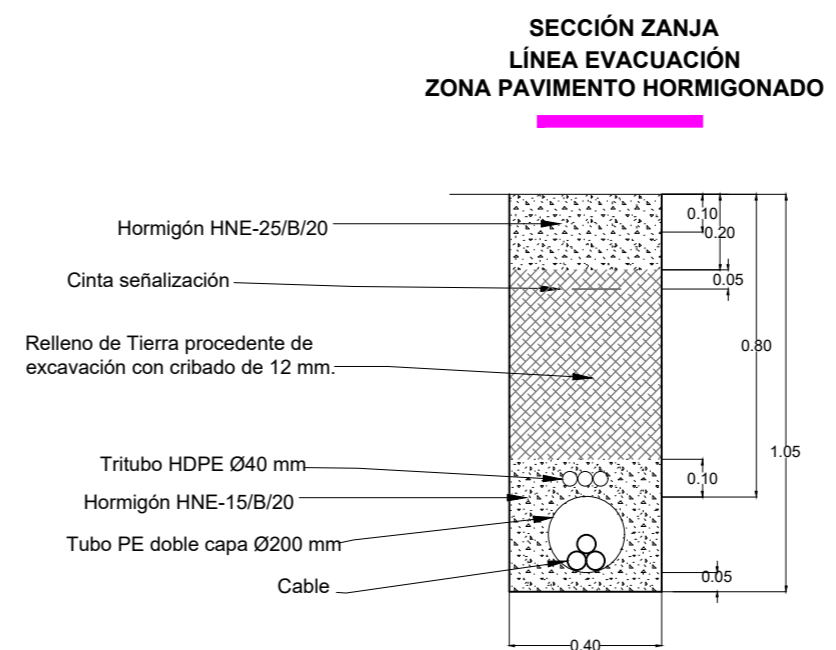 SECCIÓN ZANJA
LÍNEA EVACUACIÓN
ZONA PAVIMENTO HORMIGONADO
Hormigón HNE-25/B/20
Cinta señalización
Relleno de Tierra procedente de
excavación con cribado de 12 mm.
Tritubo HDPE Ø40 mm
Hormigón HNE-15/B/20
Tubo PE doble capa Ø200 mm
Cable
0.10
0.20
0.05
0.80
1.05
0.10
0.05
0.40